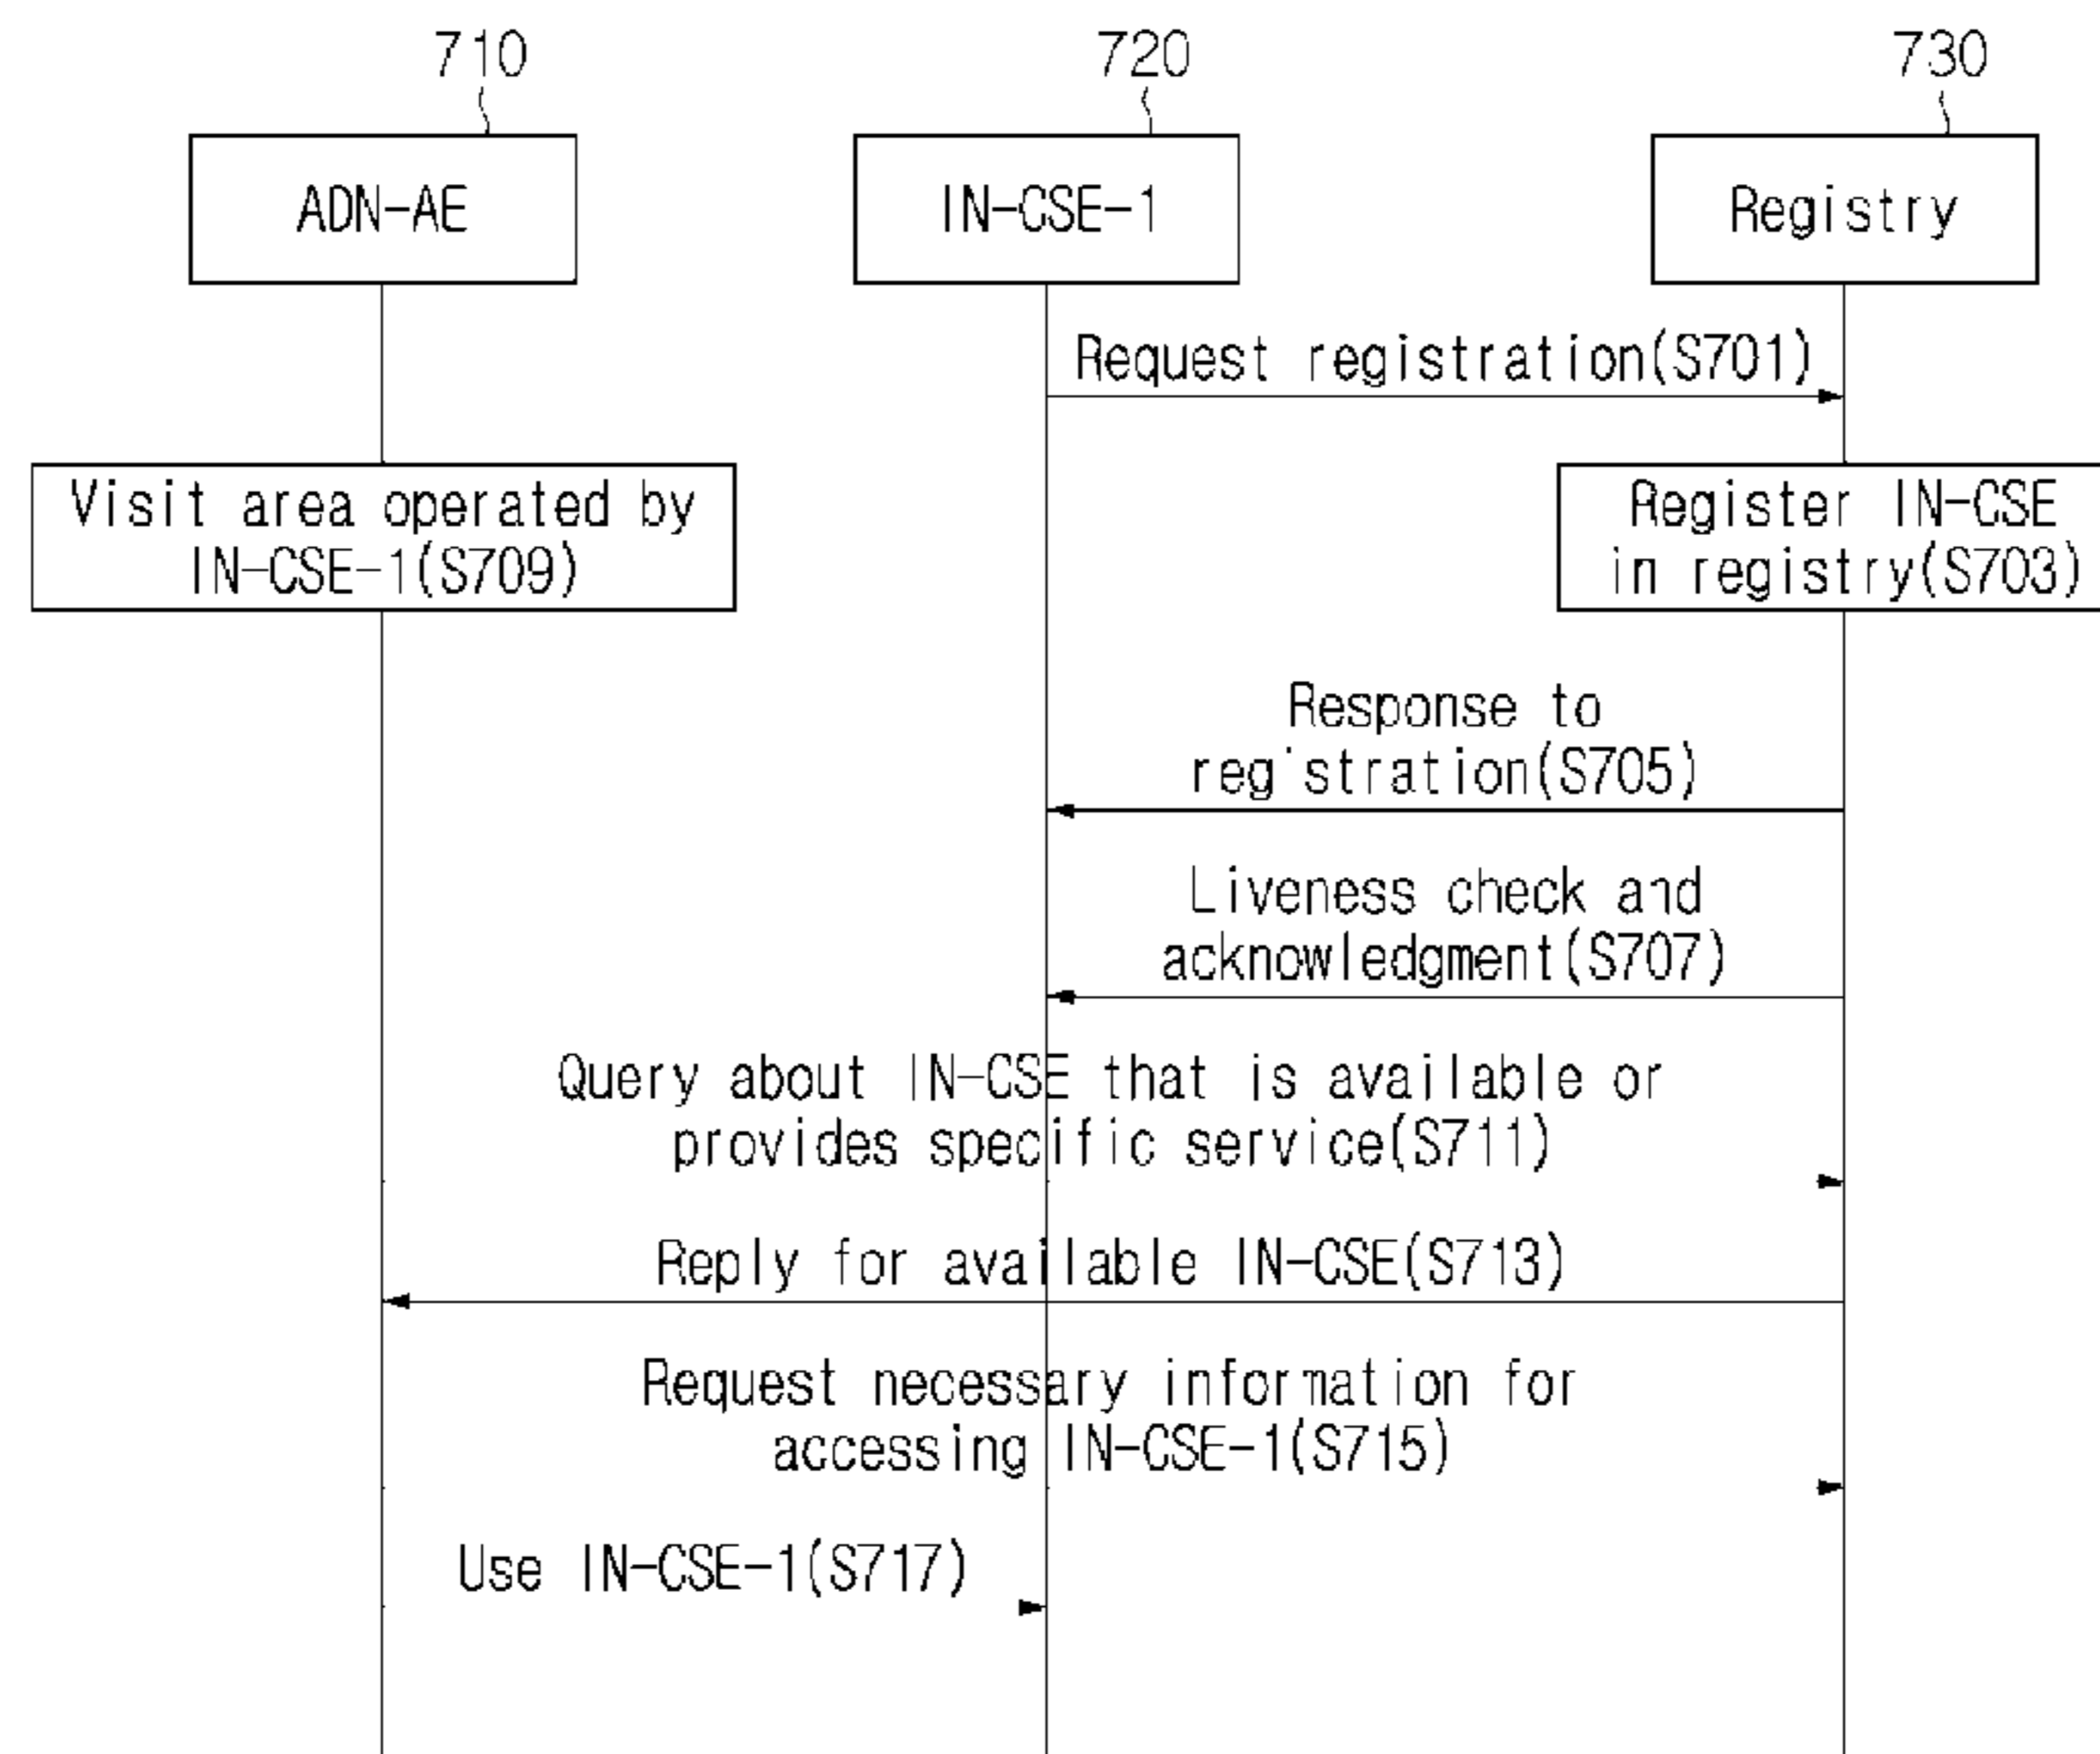 710
720
730
ADN-AE
IN-CSE-1
Registry
Request registration(S701)
Visit area operated by
IN-CSE-1(S709)
Register IN-CSE
in registry(S703)
Response to
registration(S705)
Liveness check and
acknowledgment(S707)
Query about IN-CSE that is available or
provides specific service(S711)
Reply for available IN-CSE(S713)
Request necessary information for
accessing IN-CSE-1(S715)
Use IN-CSE-1(S717)